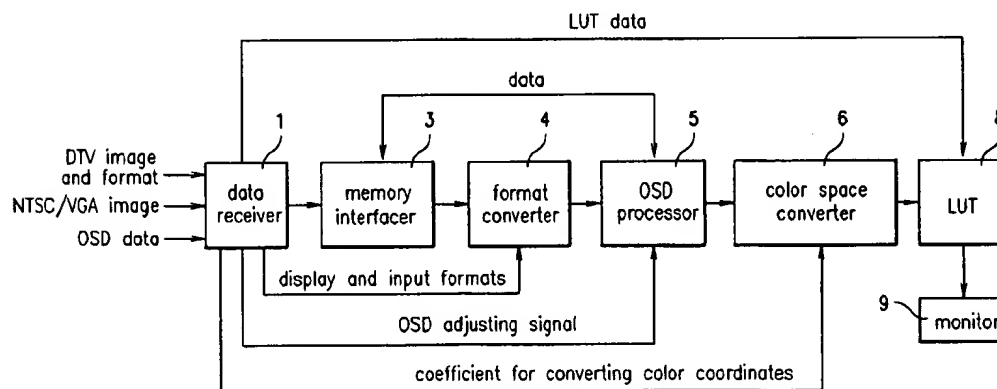 LUT data
data
1
3
4
5
6
8
DTV image
and format
NTSC/VGA image
OSD data
data
receiver
memory
interfacer
format
converter
OSD
processor
color space
converter
LUT
display and input formats
OSD adjusting signal
9
monitor
coefficient for converting color coordinates